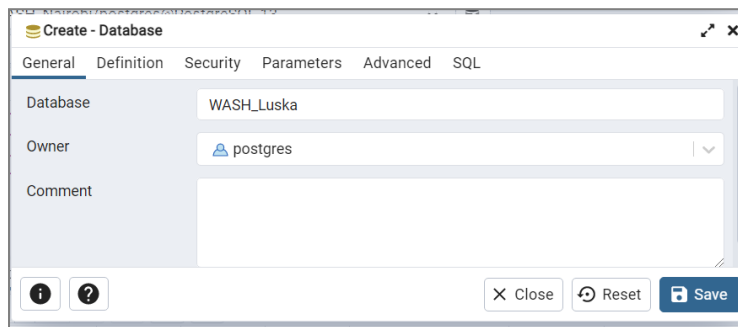 Create - Database
General Definition Security Parameters Advanced SQL
Database WASH_Luska
Owner postgres
Comment
Close Reset Save